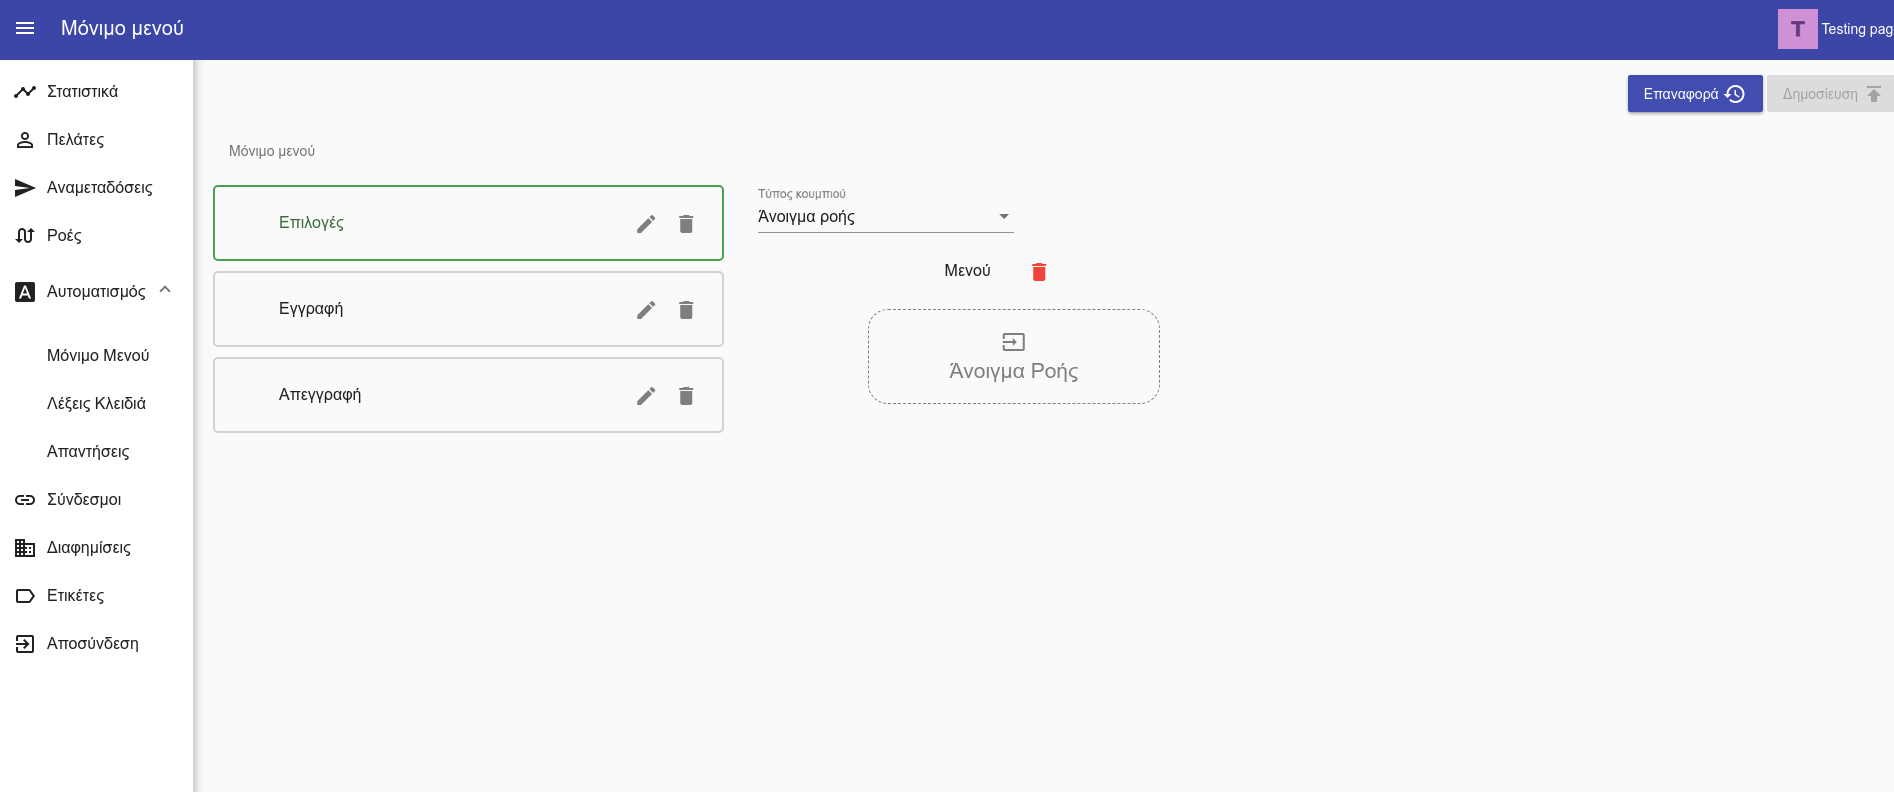 Μόνιμο μενού
T Testing pag
Στατιστικά
Πελάτες
Αναμεταδόσεις
Ροές
Αυτοματισμός
Μόνιμο Μενού
Λέξεις Κλειδιά
Απαντήσεις
Σύνδεσμοι
Διαφημίσεις
Ετικέτες
Αποσύνδεση
Επαναφορά
Δημοσίευση
Μόνιμο μενού
Επιλογές
Εγγραφή
Απεγγραφή
Τύπος κουμπιού
Άνοιγμα ροής
Μενού
Άνοιγμα Ροής